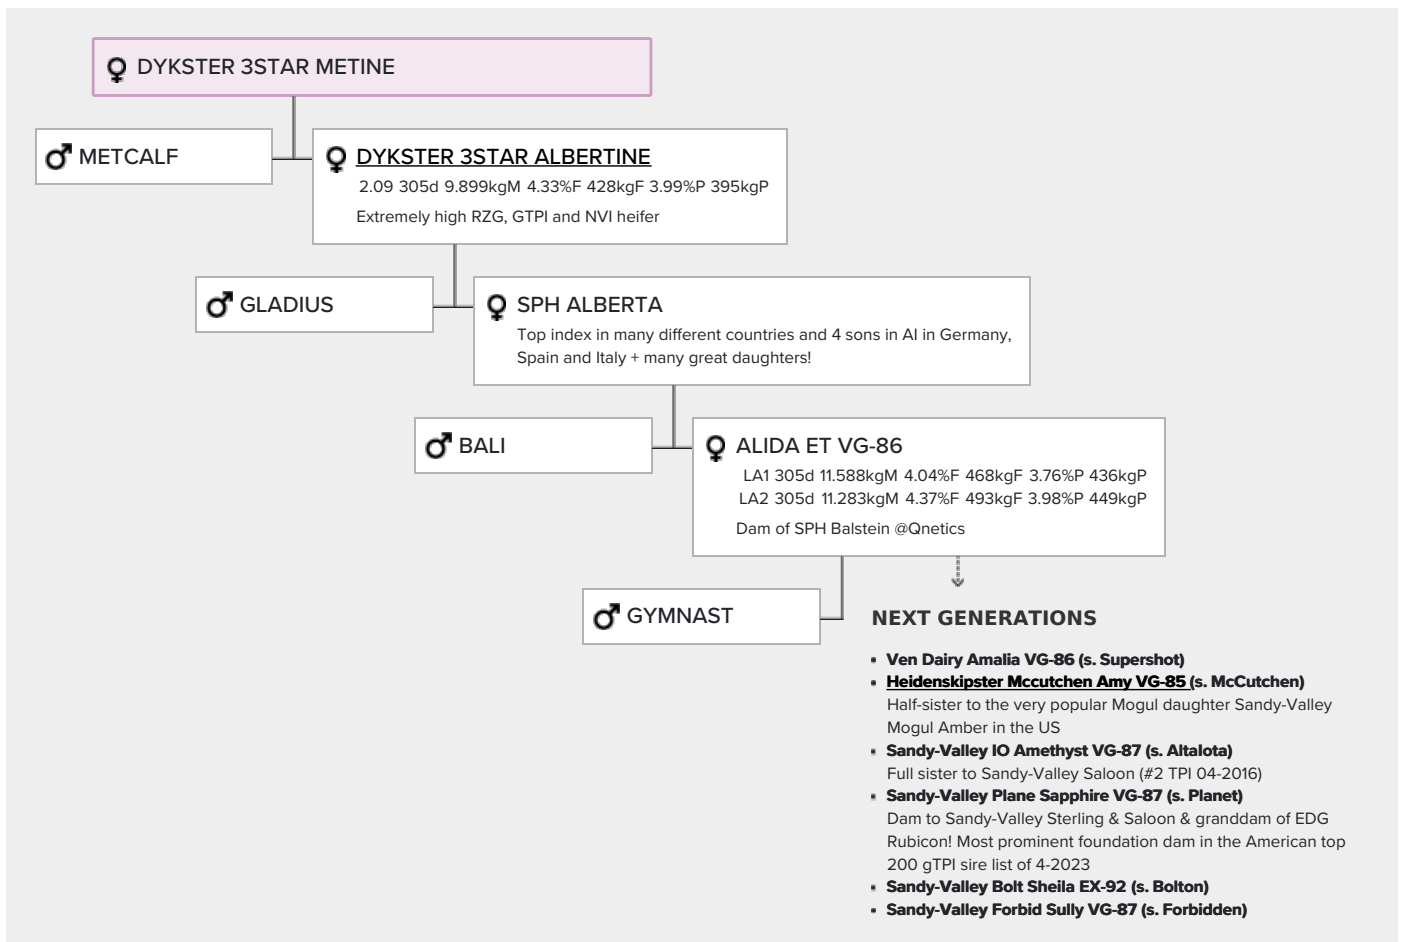 DYKSTER 3STAR METINE
METCALF
DYKSTER 3STAR ALBERTINE
2.09 305d 9.899kgM 4.33%F 428kgF 3.99%P 395kgP
Extremely high RZG, GTPI and NVI heifer
GLADIUS
SPH ALBERTA
Top index in many different countries and 4 sons in AI in Germany,
Spain and Italy + many great daughters!
BALI
ALIDA ET VG-86
LA1 305d 11.588kgM 4.04%F 468kgF 3.76%P 436kgP
LA2 305d 11.283kgM 4.37%F 493kgF 3.98%P 449kgP
Dam of SPH Balstein @Qnetics
GYMNAST
NEXT GENERATIONS
Ven Dairy Amalia VG-86 (s. Supershot)
Heidenskipster Mccutchen Amy VG-85 (s. McCutchen)
Half-sister to the very popular Mogul daughter Sandy-Valley
Mogul Amber in the US
Sandy-Valley IO Amethyst VG-87 (s. AltaIota)
Full sister to Sandy-Valley Saloon (#2 TPI 04-2016)
Sandy-Valley Plane Sapphire VG-87 (s. Planet)
Dam to Sandy-Valley Sterling & Saloon & granddam of EDG
Rubicon! Most prominent foundation dam in the American top
200 gTPI sire list of 4-2023
Sandy-Valley Bolt Sheila EX-92 (s. Bolton)
Sandy-Valley Forbid Sully VG-87 (s. Forbidden)